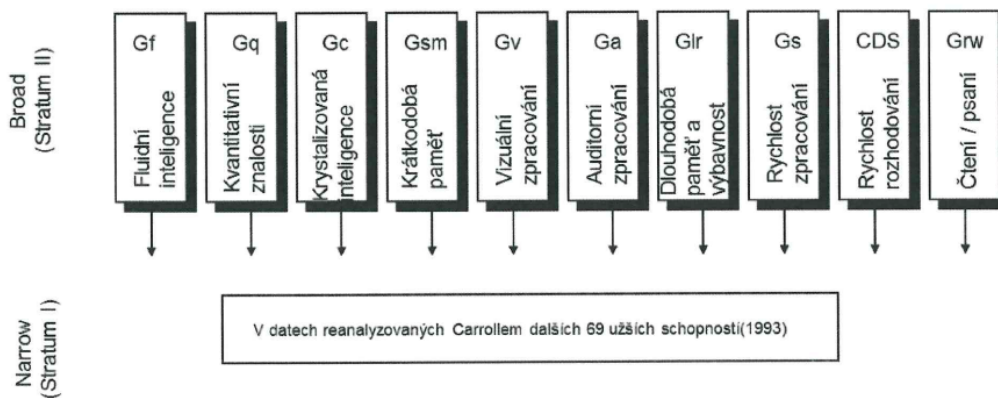 Broad
(Stratum II)
Gf
Fluidní
inteligence
Gq
Kvantitativní
znalosti
Gc
Krystalizovaná
inteligence
Gsm
Krátkodobá
paměť
Gv
Vizuální
zpracování
Ga
Auditorní
zpracování
Glr
Dlouhodobá
paměť a
výbavnost
Gs
Rychlost
zpracování
CDS
Rychlost
rozhodování
Grw
Čtení / psaní
Narrow
(Stratum I)
V datech reanalyzovaných Carrollem dalších 69 užších schopností(1993)